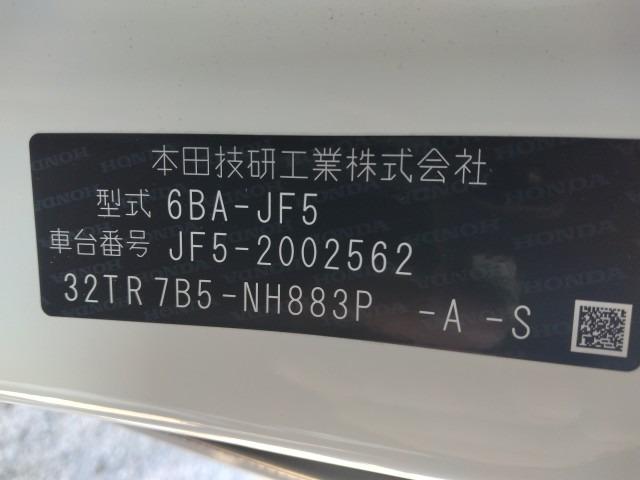 本田技研工業株式会社
型式 6BA-JF5
車台番号 JF5-2002562
32TR7B5-NH883P -A -S